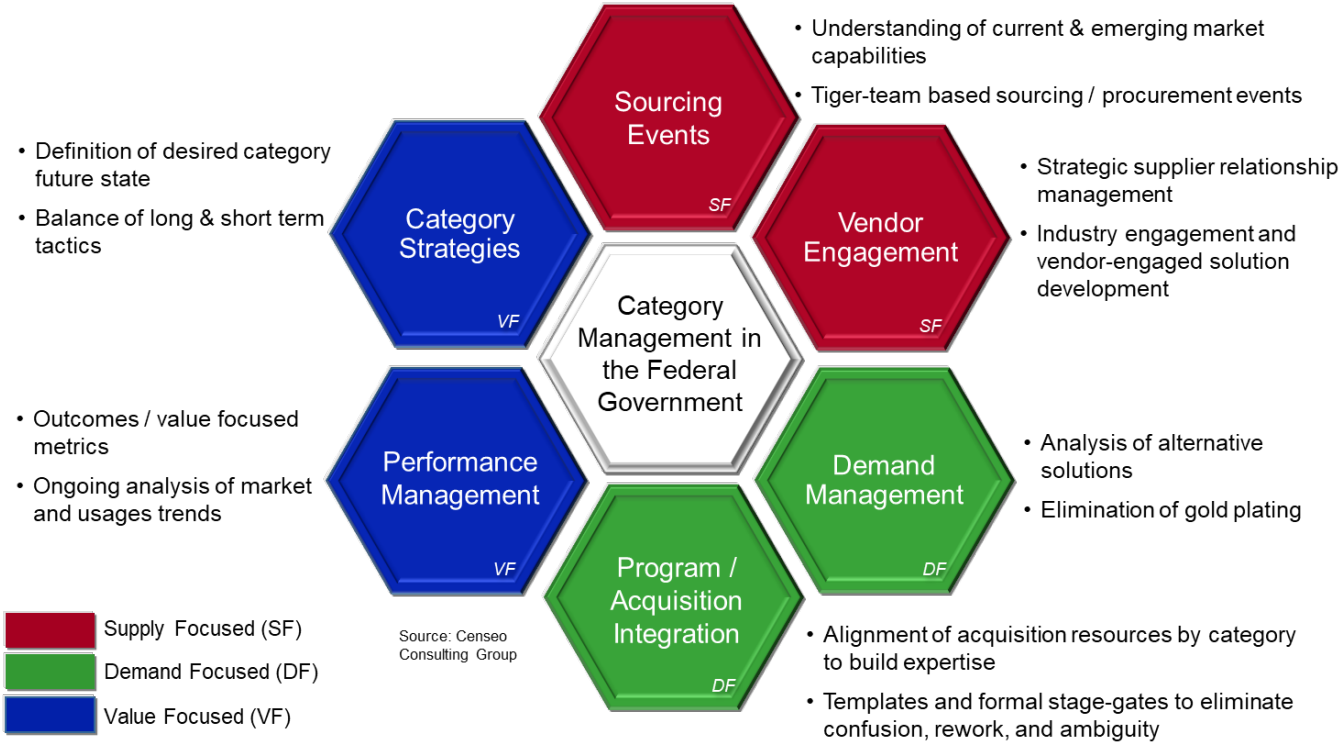 • Understanding of current & emerging market
capabilities
• Tiger-team based sourcing / procurement events
Sourcing
Events
SF
• Definition of desired category
future state
• Balance of long & short term
tactics
Category
Strategies
VF
Vendor
Engagement
SF
• Strategic supplier relationship
management
• Industry engagement and
vendor-engaged solution
development
Category
Management in
the Federal
Government
• Outcomes / value focused
metrics
• Ongoing analysis of market
and usages trends
Performance
Management
VF
Demand
Management
DF
• Analysis of alternative
solutions
• Elimination of gold plating
Program /
Acquisition
Integration
DF
• Alignment of acquisition resources by category
to build expertise
• Templates and formal stage-gates to eliminate
confusion, rework, and ambiguity
Supply Focused (SF)
Demand Focused (DF)
Value Focused (VF)
Source: Censeo
Consulting Group